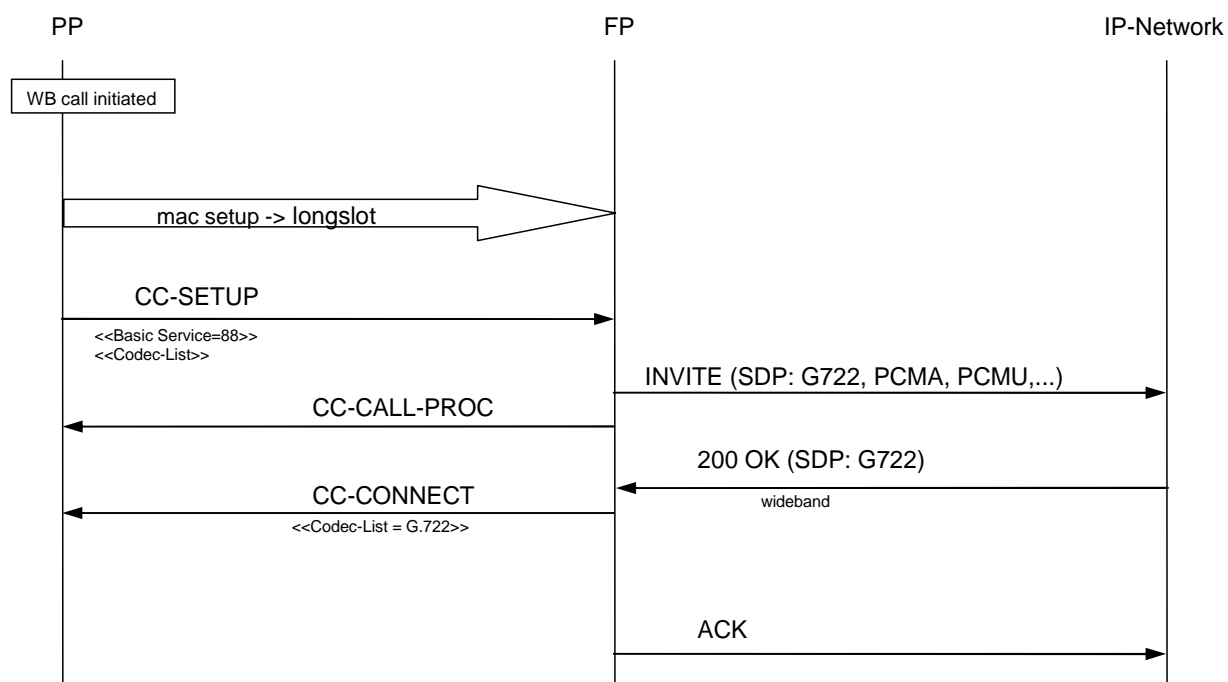 PP
FP
IP-Network
WB call initiated
mac setup -> longslot
CC-SETUP
<<Basic Service=88>>
<<Codec-List>>
INVITE (SDP: G722, PCMA, PCMU,...)
CC-CALL-PROC
200 OK (SDP: G722)
wideband
CC-CONNECT
<<Codec-List = G.722>>
ACK